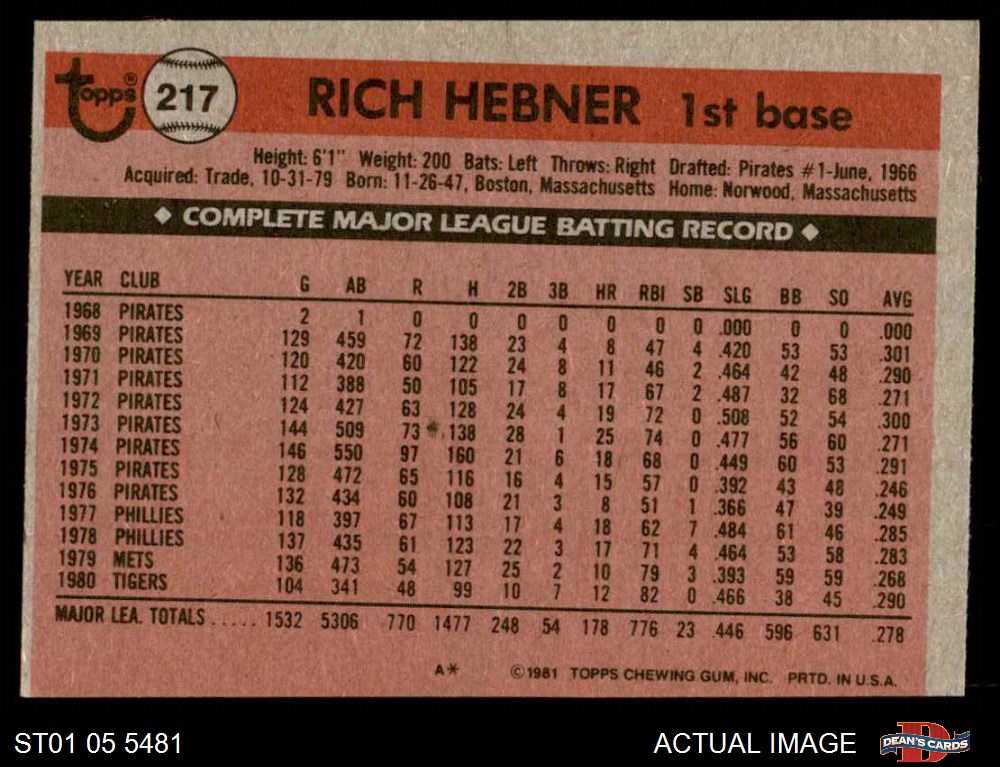 Topps® 217 RICH HEBNER 1st base
Height: 6'1" Weight: 200 Bats: Left Throws: Right Drafted: Pirates #1-June, 1966
Acquired: Trade, 10-31-79 Born: 11-26-47, Boston, Massachusetts Home: Norwood, Massachusetts
◆ COMPLETE MAJOR LEAGUE BATTING RECORD ◆
YEAR CLUB G AB R H 2B 3B HR RBI SB SLG BB SO AVG
1968 PIRATES 2 1 0 0 0 0 0 0 0 .000 0 0 .000
1969 PIRATES 129 459 72 138 23 4 8 47 4 .420 53 53 .301
1970 PIRATES 120 420 60 122 24 8 11 46 2 .464 42 48 .290
1971 PIRATES 112 388 50 105 17 8 17 67 2 .487 32 68 .271
1972 PIRATES 124 427 63 128 24 4 19 72 0 .508 52 54 .300
1973 PIRATES 144 509 73 138 28 1 25 74 0 .477 56 60 .271
1974 PIRATES 146 550 97 160 21 6 18 68 0 .449 60 53 .291
1975 PIRATES 128 472 65 116 16 4 15 57 0 .392 43 48 .246
1976 PIRATES 132 434 60 108 21 3 8 51 1 .366 47 39 .249
1977 PHILLIES 118 397 67 113 17 4 18 62 7 .484 61 46 .285
1978 PHILLIES 137 435 61 123 22 3 17 71 4 .464 53 58 .283
1979 METS 136 473 54 127 25 2 10 79 3 .393 59 59 .268
1980 TIGERS 104 341 48 99 10 7 12 82 0 .466 38 45 .290
MAJOR LEA. TOTALS ..... 1532 5306 770 1477 248 54 178 776 23 .446 596 631 .278
A* ©1981 TOPPS CHEWING GUM, INC. PRTD. IN U.S.A.
ST01 05 5481 ACTUAL IMAGE D DEAN'S CARDS